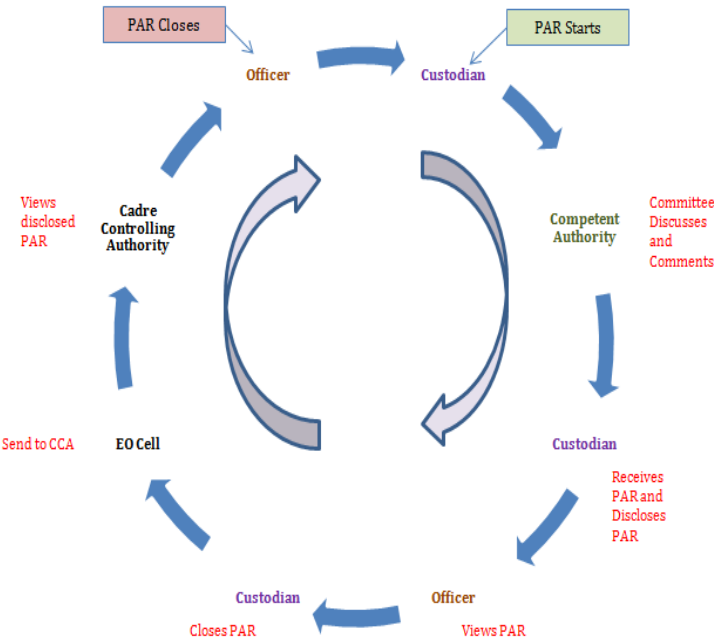 PAR Closes
PAR Starts
Officer
Custodian
Views
disclosed
PAR
Cadre
Controlling
Authority
Competent
Authority
Committee
Discusses
and
Comments
Send to CCA
EO Cell
Custodian
Receives
PAR and
Discloses
PAR
Custodian
Closes PAR
Officer
Views PAR